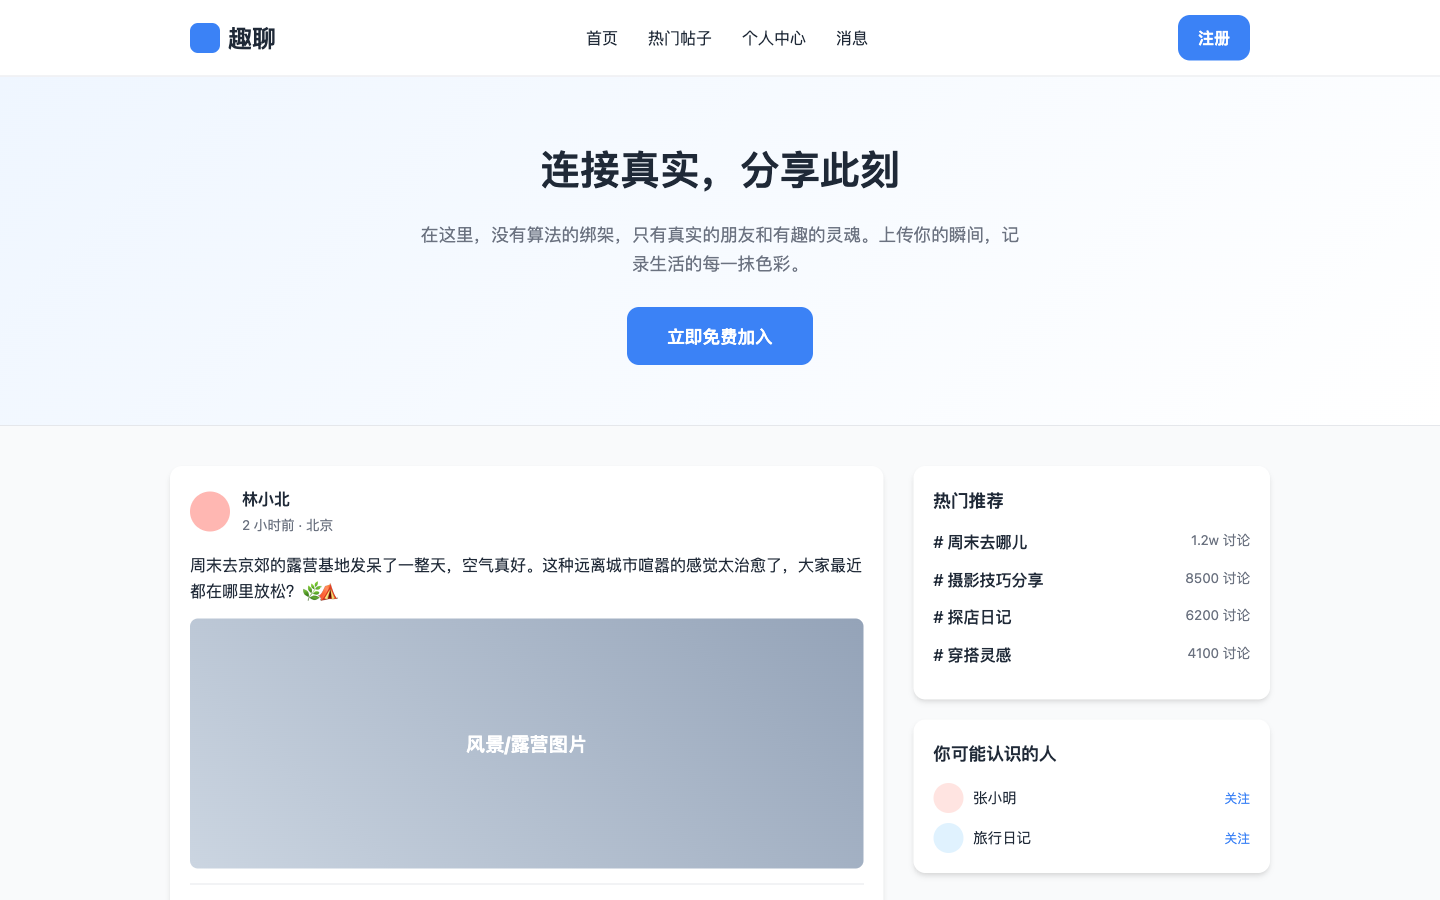 趣聊
首页
热门帖子
个人中心
消息
注册
连接真实，分享此刻
在这里，没有算法的绑架，只有真实的朋友和有趣的灵魂。上传你的瞬间，记
录生活的每一抹色彩。
立即免费加入
林小北
2 小时前 · 北京
周末去京郊的露营基地发呆了一整天，空气真好。这种远离城市喧嚣的感觉太治愈了，大家最近
都在哪里放松？🌿⛺
风景/露营图片
热门推荐
# 周末去哪儿 1.2w 讨论
# 摄影技巧分享 8500 讨论
# 探店日记 6200 讨论
# 穿搭灵感 4100 讨论
你可能认识的人
张小明 关注
旅行日记 关注